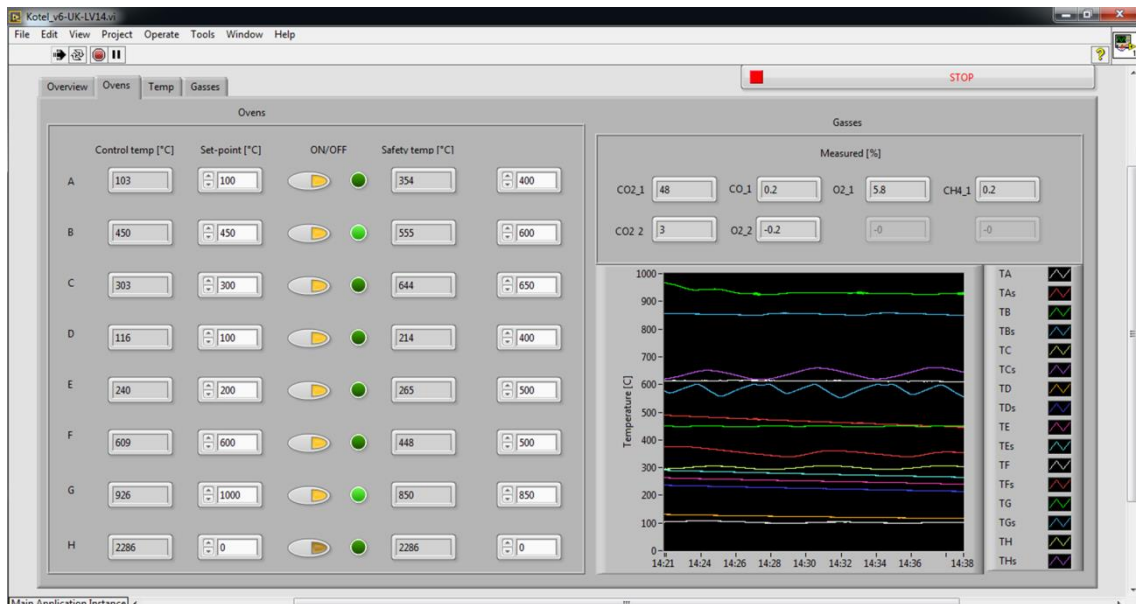 Kotel_v6-UK-LV14.vi
File Edit View Project Operate Tools Window Help
STOP
Overview Ovens Temp Gasses
Ovens
Gasses
Control temp [°C] Set-point [°C] ON/OFF Safety temp [°C]
Measured [%]
A 103 100 354 400
CO2_1 48 CO_1 0.2 O2_1 5.8 CH4_1 0.2
B 450 450 555 600
CO2 2 3 O2_2 -0.2 -0 -0
C 303 300 644 650
D 116 100 214 400
E 240 200 265 500
F 609 600 448 500
G 926 1000 850 850
H 2286 0 2286 0
Temperature [C]
1000
900
800
700
600
500
400
300
200
100
0
14:21 14:24 14:26 14:28 14:30 14:32 14:34 14:36 14:38
TA
TAs
TB
TBs
TC
TCs
TD
TDs
TE
TEs
TF
TFs
TG
TGs
TH
THs
Main Application Instance